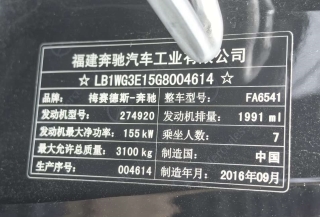 福建奔驰汽车工业有限公司
☆ LB1WG3E15G8004614 ☆
品牌: 梅赛德斯-奔驰 整车型号: FA6541
发动机型号: 274920 发动机排量: 1991 ml
发动机最大净功率: 155 kW 乘坐人数: 7
最大允许总质量: 3100 kg 制造国: 中国
生产序号: 004614 制造年月: 2016年09月